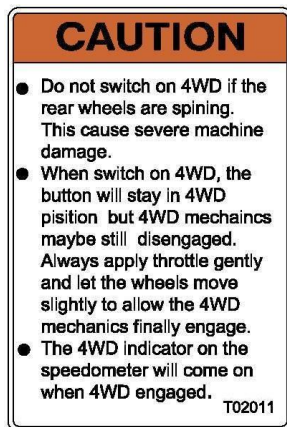 CAUTION
● Do not switch on 4WD if the
rear wheels are spining.
This cause severe machine
damage.
● When switch on 4WD, the
button will stay in 4WD
pisition but 4WD mechaincs
maybe still disengaged.
Always apply throttle gently
and let the wheels move
slightly to allow the 4WD
mechanics finally engage.
● The 4WD indicator on the
speedometer will come on
when 4WD engaged.
T02011